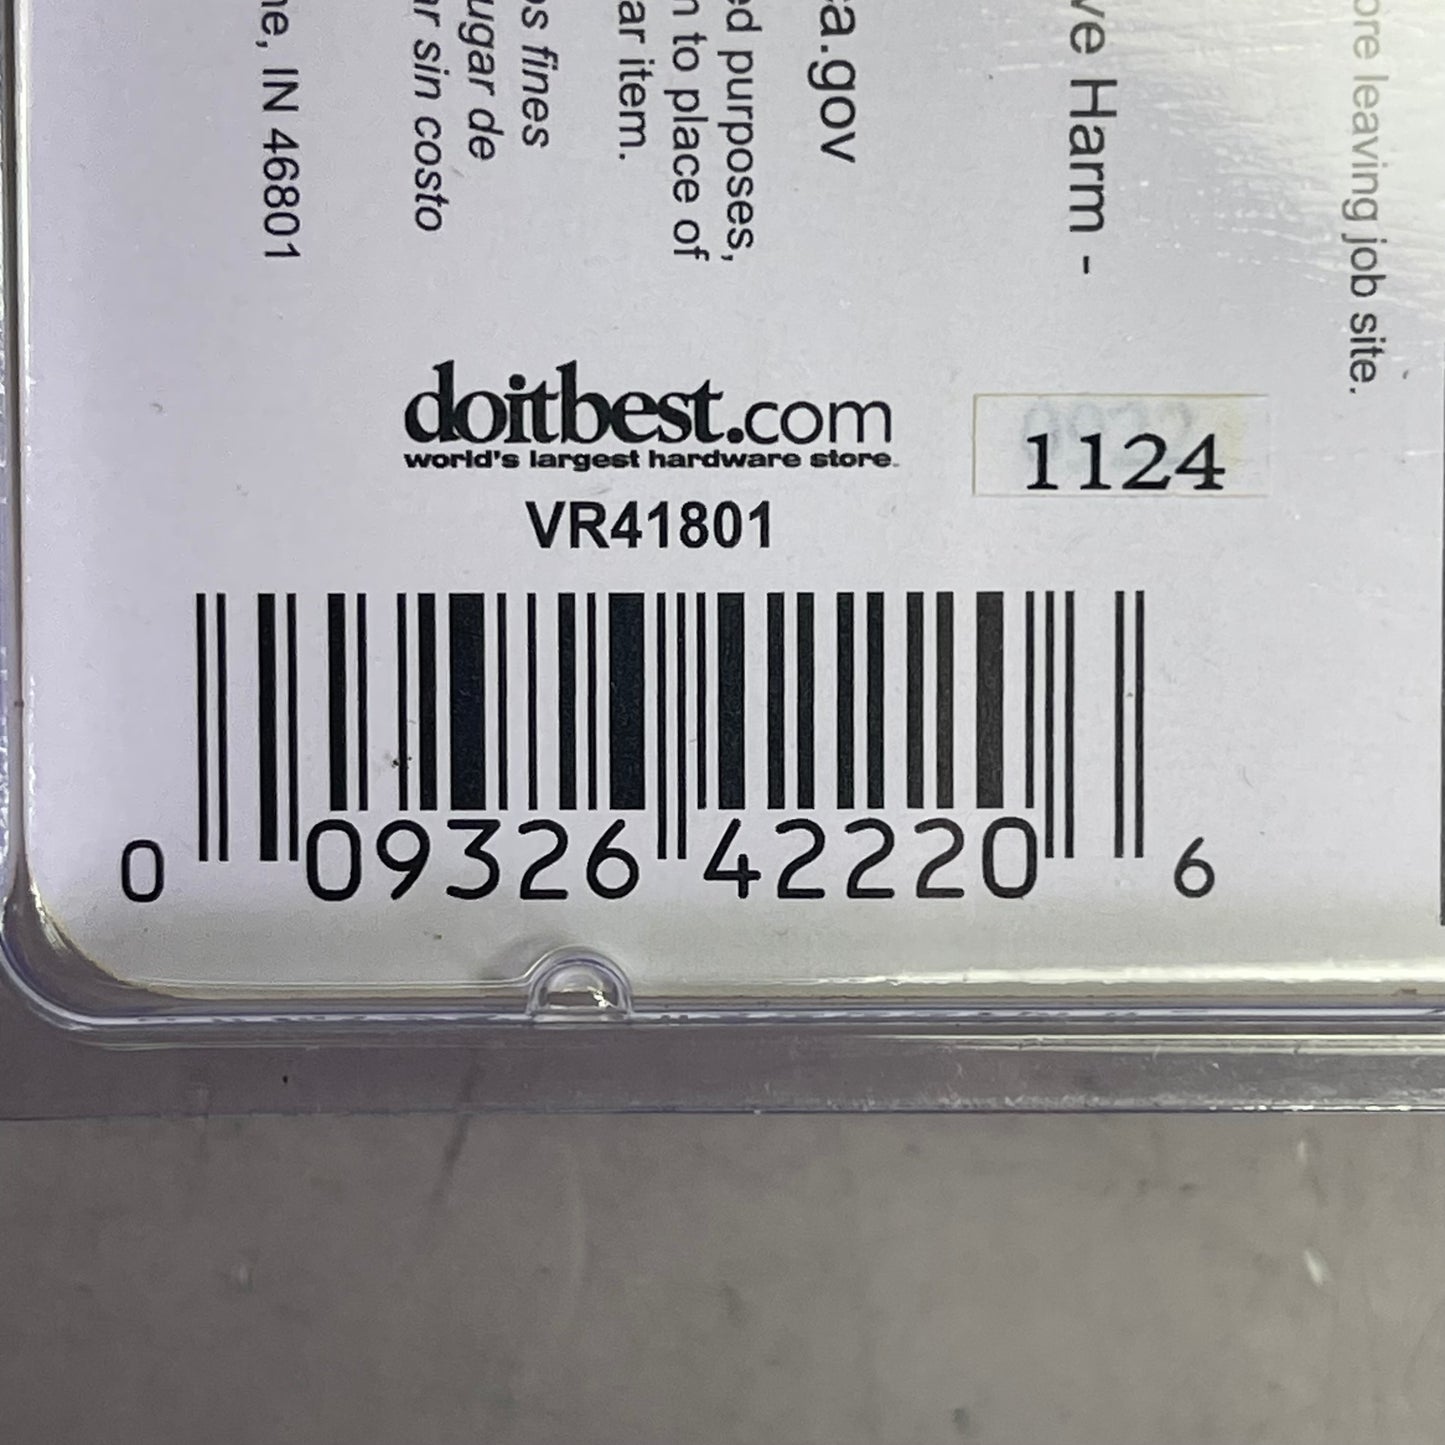 ore leaving job site.
ve Harm -
a.gov
ed purposes,
n to place of
ar item.
os fines
ugar de
ar sin costo
ne, IN 46801
doitbest.com
world's largest hardware store.
1124
VR41801
0 09326 42220 6